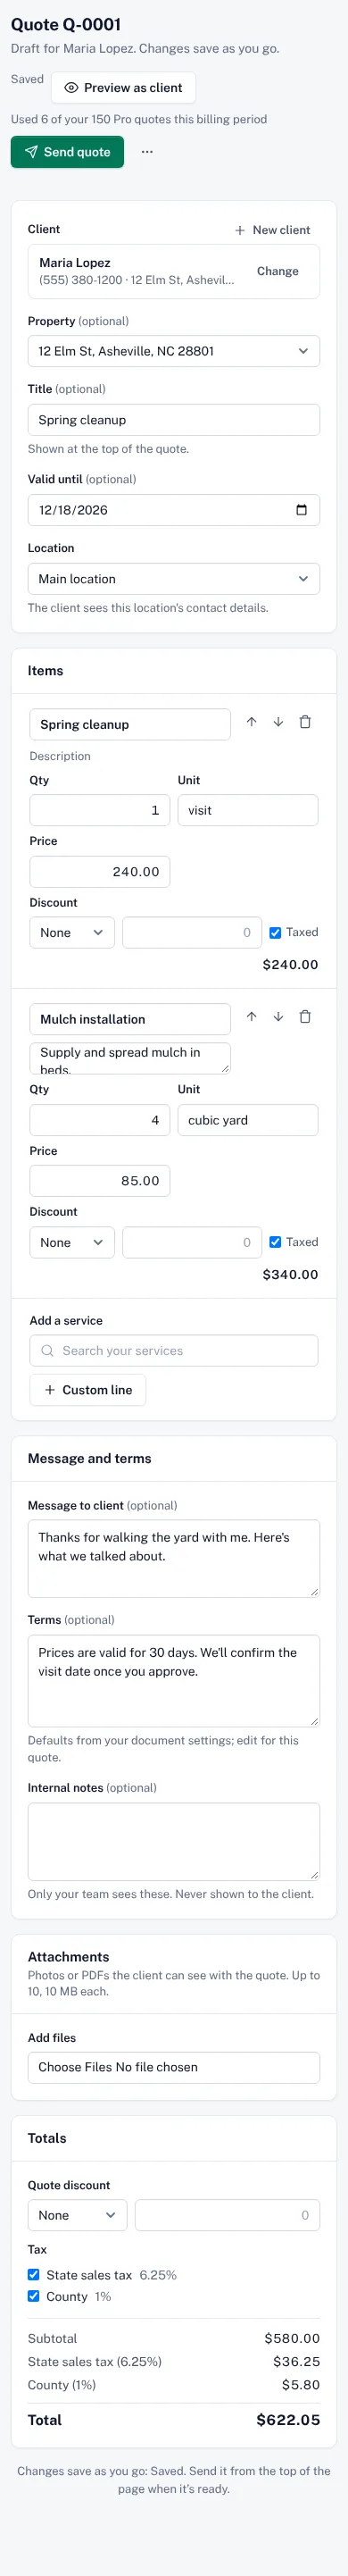 Quote Q-0001
Draft for Maria Lopez. Changes save as you go.
Saved
Preview as client
Used 6 of your 150 Pro quotes this billing period
Send quote
Client
New client
Maria Lopez
(555) 380-1200 · 12 Elm St, Ashevil...
Change
Property (optional)
12 Elm St, Asheville, NC 28801
Title (optional)
Spring cleanup
Shown at the top of the quote.
Valid until (optional)
12/18/2026
Location
Main location
The client sees this location's contact details.
Items
Spring cleanup
Description
Qty
Unit
1
visit
Price
240.00
Discount
None
0
Taxed
$240.00
Mulch installation
Supply and spread mulch in
beds.
Qty
Unit
4
cubic yard
Price
85.00
Discount
None
0
Taxed
$340.00
Add a service
Search your services
Custom line
Message and terms
Message to client (optional)
Thanks for walking the yard with me. Here's
what we talked about.
Terms (optional)
Prices are valid for 30 days. We'll confirm the
visit date once you approve.
Defaults from your document settings; edit for this
quote.
Internal notes (optional)
Only your team sees these. Never shown to the client.
Attachments
Photos or PDFs the client can see with the quote. Up to
10, 10 MB each.
Add files
Choose Files No file chosen
Totals
Quote discount
None
0
Tax
State sales tax 6.25%
County 1%
Subtotal
$580.00
State sales tax (6.25%)
$36.25
County (1%)
$5.80
Total
$622.05
Changes save as you go: Saved. Send it from the top of the
page when it's ready.